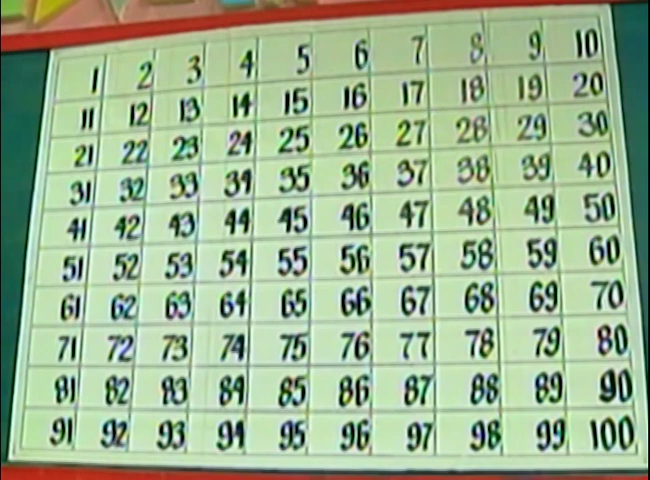 1 2 3 4 5 6 7 8 9 10
11 12 13 14 15 16 17 18 19 20
21 22 23 24 25 26 27 28 29 30
31 32 33 34 35 36 37 38 39 40
41 42 43 44 45 46 47 48 49 50
51 52 53 54 55 56 57 58 59 60
61 62 63 64 65 66 67 68 69 70
71 72 73 74 75 76 77 78 79 80
81 82 83 84 85 86 87 88 89 90
91 92 93 94 95 96 97 98 99 100